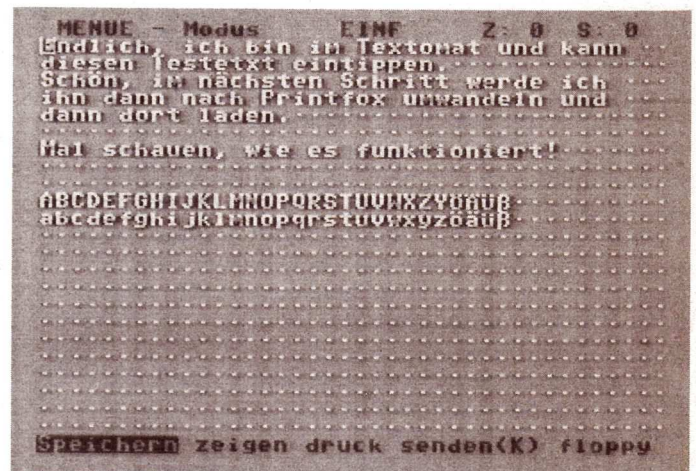 MENUE - Modus EINF Z: 0 S: 0
Endlich, ich bin im Textomat und kann
diesen Testetxt eintippen.
Schön, im nächsten Schritt werde ich
ihn dann nach Printfox umwandeln und
dann dort laden.
Mal schauen, wie es funktioniert!
ABCDEFGHIJKLMNOPQRSTUVWXZYÖÄÜß
abcdefghijklmnopqrstuvwxyzöäüß
Speichern zeigen druck senden(K) floppy